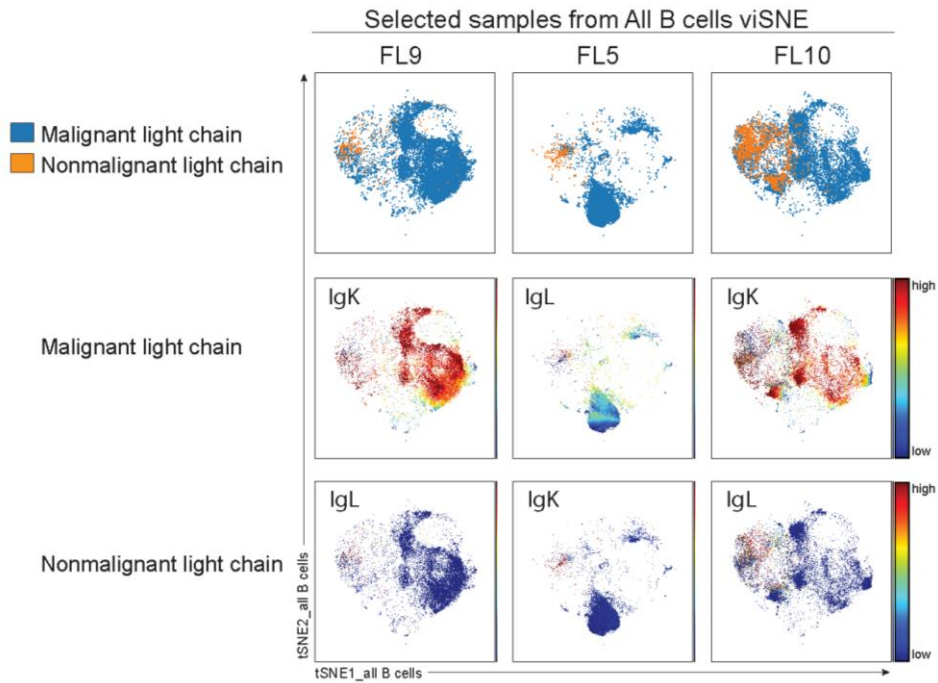 Selected samples from All B cells viSNE
FL9 FL5 FL10
Malignant light chain
Nonmalignant light chain
Malignant light chain
IgK IgL IgK
high
low
Nonmalignant light chain
IgL IgK IgL
high
low
tSNE2_all B cells
tSNE1_all B cells